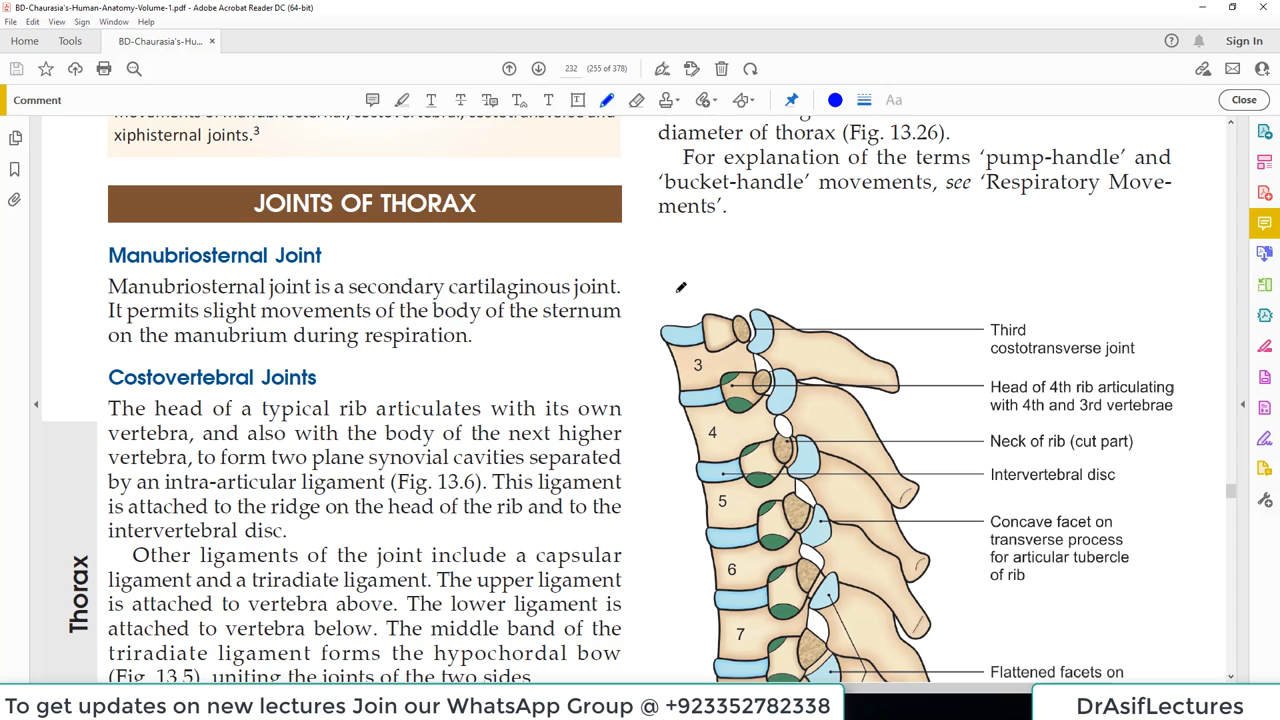 BD-Chaurasia's-Human-Anatomy-Volume-1.pdf - Adobe Acrobat Reader DC (64-bit)
File Edit View Sign Window Help
Home Tools BD-Chaurasia's-Hu... × Sign In
232 (255 of 378)
Comment Aa Close
xiphisternal joints.³
JOINTS OF THORAX
Manubriosternal Joint
Manubriosternal joint is a secondary cartilaginous joint.
It permits slight movements of the body of the sternum
on the manubrium during respiration.
Costovertebral Joints
The head of a typical rib articulates with its own
vertebra, and also with the body of the next higher
vertebra, to form two plane synovial cavities separated
by an intra-articular ligament (Fig. 13.6). This ligament
is attached to the ridge on the head of the rib and to the
intervertebral disc.
Other ligaments of the joint include a capsular
ligament and a triradiate ligament. The upper ligament
is attached to vertebra above. The lower ligament is
attached to vertebra below. The middle band of the
triradiate ligament forms the hypochordal bow
(Fig. 13.5), uniting the joints of the two sides.
Thorax
diameter of thorax (Fig. 13.26).
For explanation of the terms 'pump-handle' and
'bucket-handle' movements, see 'Respiratory Move-
ments'.
3
4
5
6
7
Third
costotransverse joint
Head of 4th rib articulating
with 4th and 3rd vertebrae
Neck of rib (cut part)
Intervertebral disc
Concave facet on
transverse process
for articular tubercle
of rib
Flattened facets on
To get updates on new lectures Join our WhatsApp Group @ +923352782338
DrAsifLectures